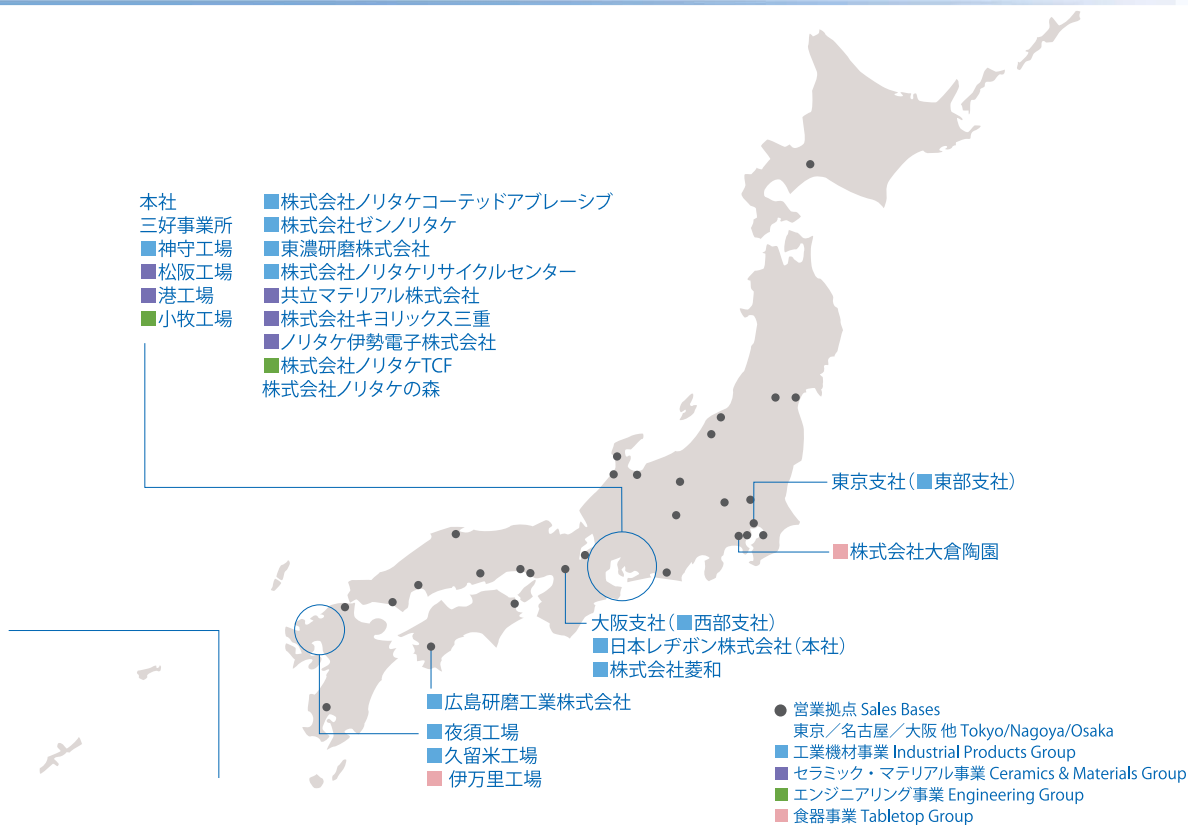 本社
三好事業所
神守工場
松阪工場
港工場
小牧工場
株式会社ノリタケコーテッドアブレーシブ
株式会社ゼンノリタケ
東濃研磨株式会社
株式会社ノリタケリサイクルセンター
共立マテリアル株式会社
株式会社キヨリックス三重
ノリタケ伊勢電子株式会社
株式会社ノリタケTCF
株式会社ノリタケの森
東京支社（■東部支社）
株式会社大倉陶園
大阪支社（■西部支社）
日本レヂボン株式会社（本社）
株式会社菱和
広島研磨工業株式会社
夜須工場
久留米工場
伊万里工場
営業拠点 Sales Bases
東京／名古屋／大阪 他 Tokyo/Nagoya/Osaka
工業機材事業 Industrial Products Group
セラミック・マテリアル事業 Ceramics & Materials Group
エンジニアリング事業 Engineering Group
食器事業 Tabletop Group